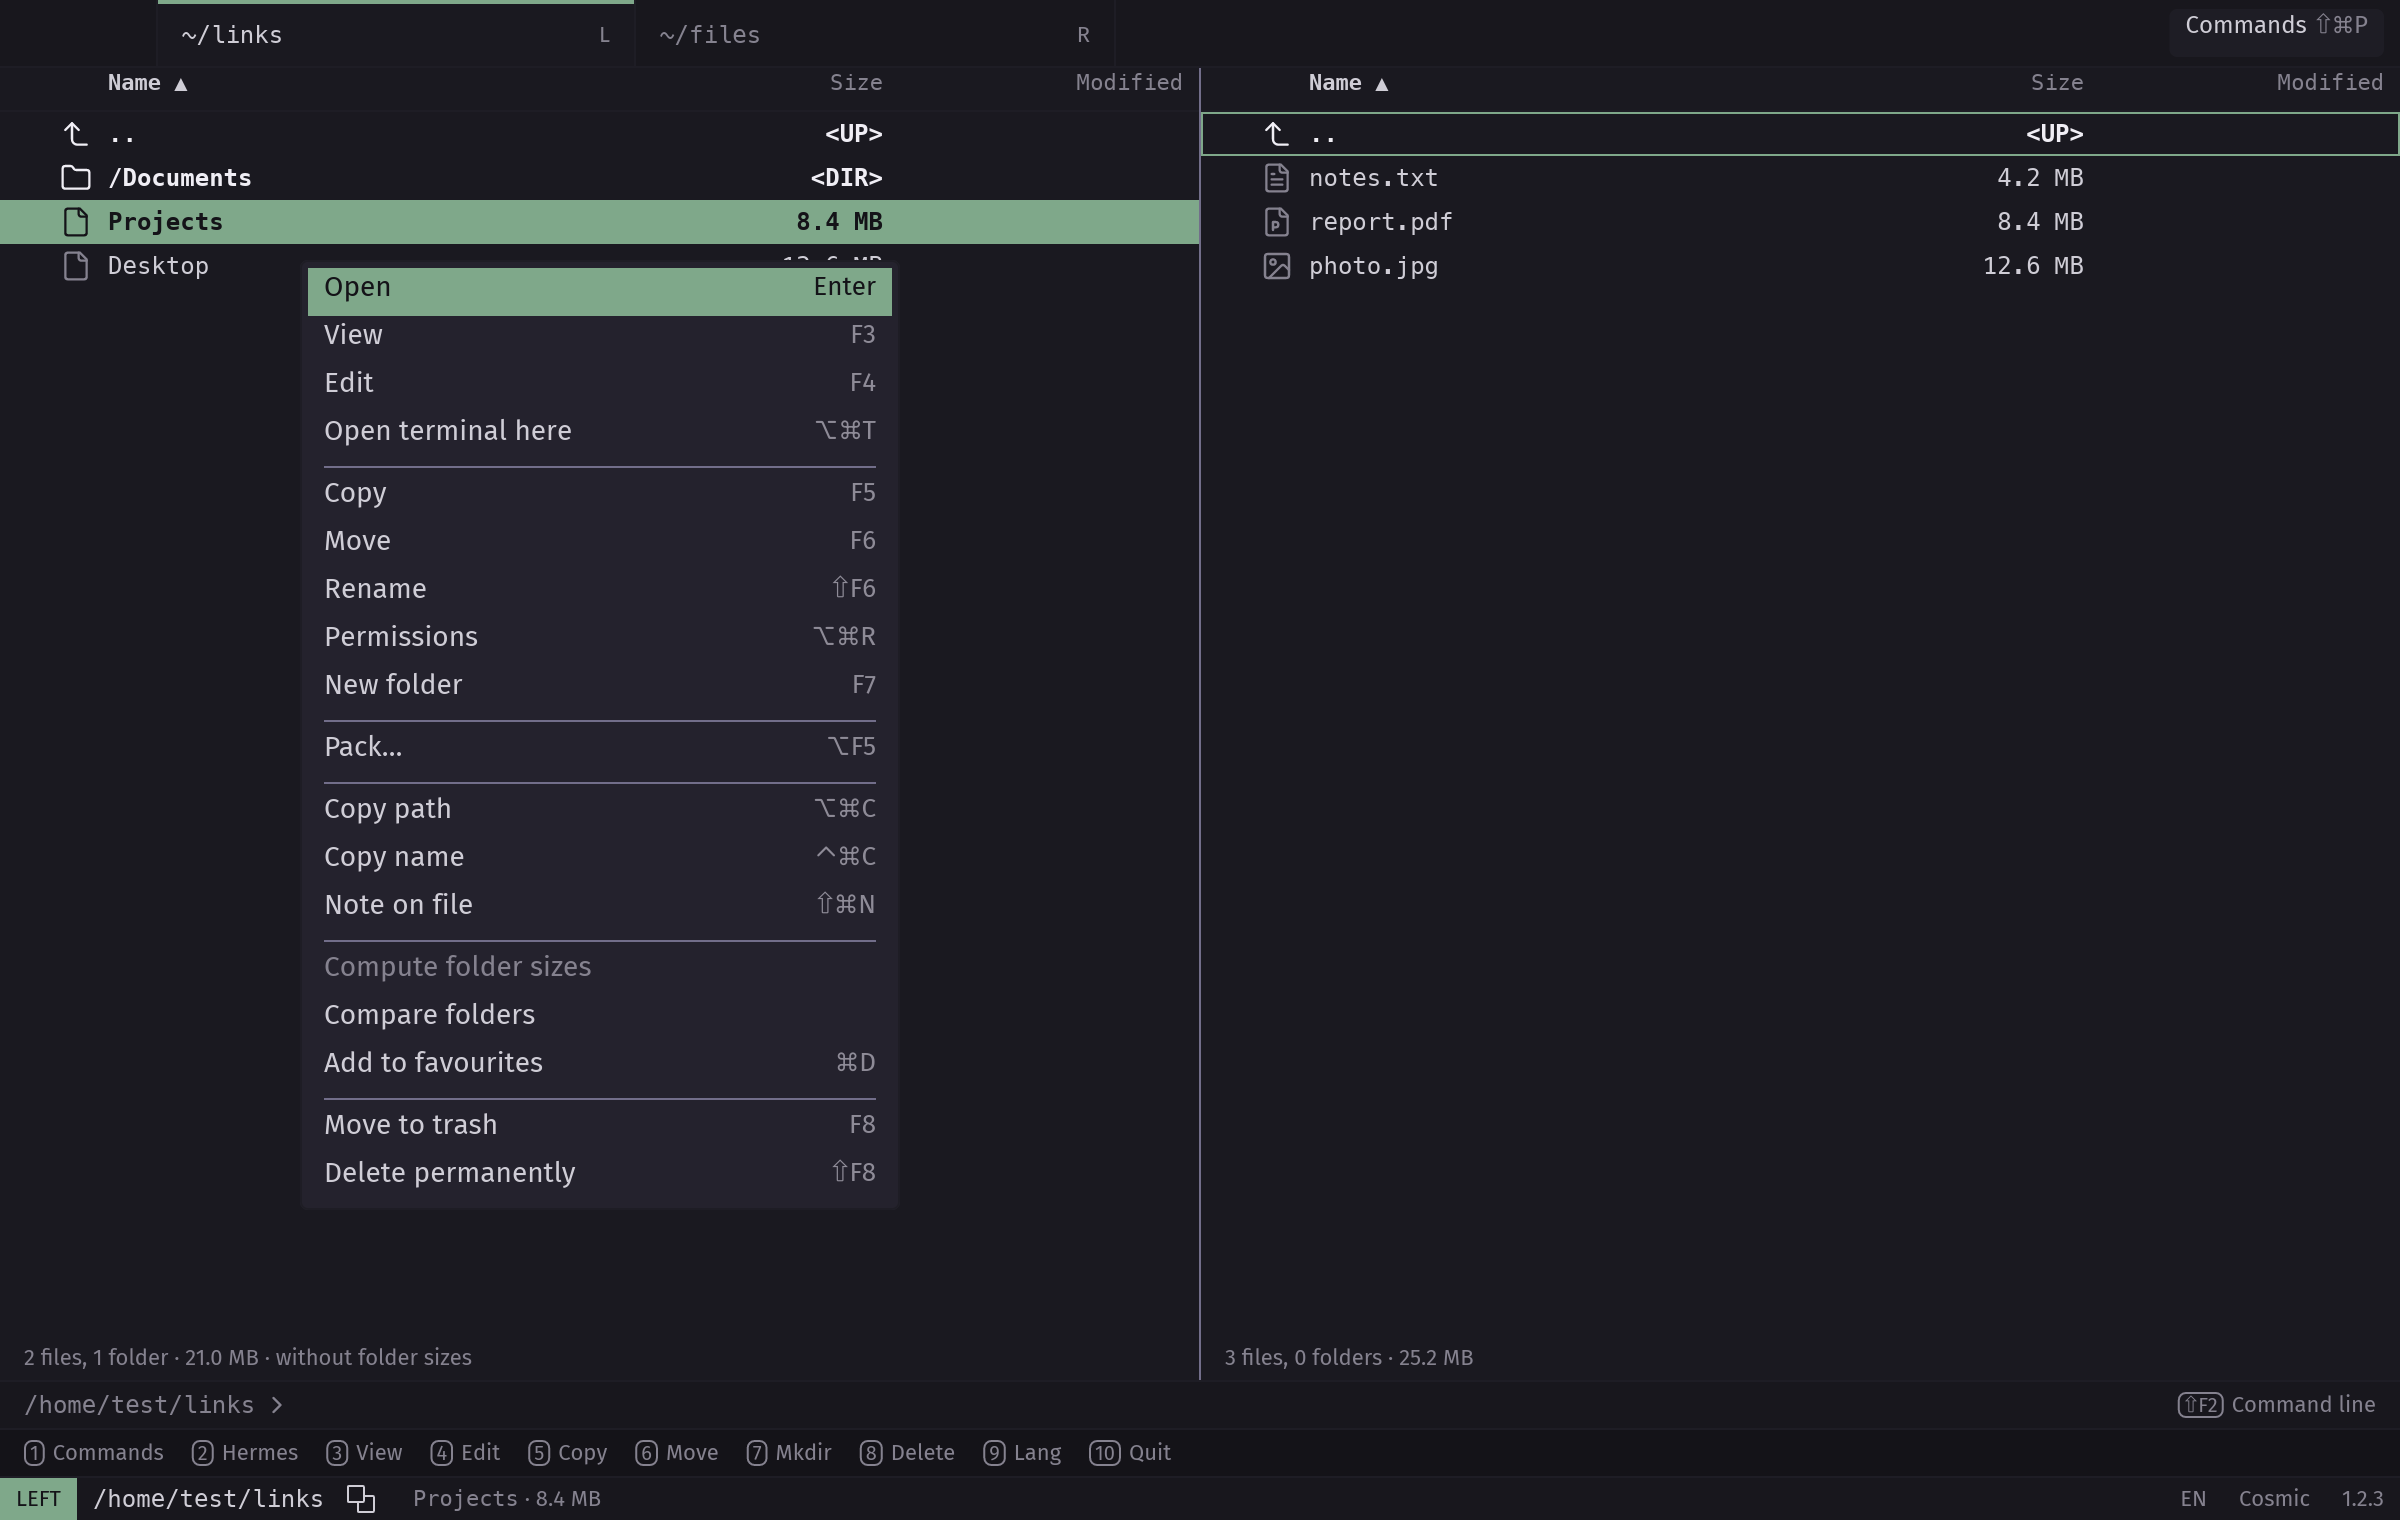 ~/links L ~/files R Commands ⇧⌘P
Name ▲ Size Modified Name ▲ Size Modified
.. <UP> .. <UP>
/Documents <DIR> notes.txt 4.2 MB
Projects 8.4 MB report.pdf 8.4 MB
Desktop photo.jpg 12.6 MB
Open Enter
View F3
Edit F4
Open terminal here ⌥⌘T
Copy F5
Move F6
Rename ⇧F6
Permissions ⌥⌘R
New folder F7
Pack… ⌥F5
Copy path ⌥⌘C
Copy name ^⌘C
Note on file ⇧⌘N
Compute folder sizes
Compare folders
Add to favourites ⌘D
Move to trash F8
Delete permanently ⇧F8
2 files, 1 folder · 21.0 MB · without folder sizes 3 files, 0 folders · 25.2 MB
/home/test/links > ⇧F2 Command line
1 Commands 2 Hermes 3 View 4 Edit 5 Copy 6 Move 7 Mkdir 8 Delete 9 Lang 10 Quit
LEFT /home/test/links Projects · 8.4 MB EN Cosmic 1.2.3